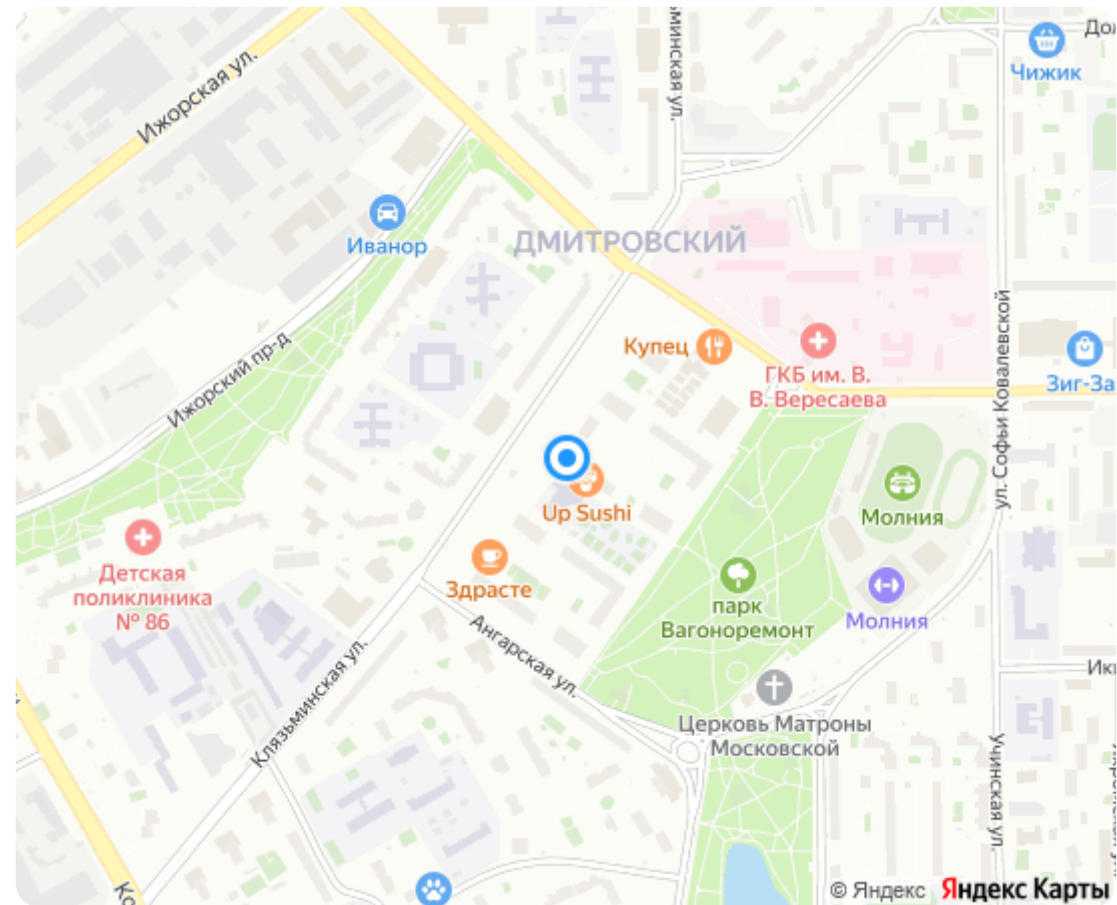 Ижорская ул.
ьминская ул.
Чижик
Иванор
ДМИТРОВСКИЙ
Купец
ГКБ им. В.
В. Вересаева
Зиг-За
Ижорский пр-д
ул. Софьи Ковалевской
Up Sushi
Молния
Детская
поликлиника
№ 86
Здрасте
парк
Вагоноремонт
Молния
Ангарская ул.
Клязьминская ул.
Церковь Матроны
Московской
Учинская ул.
© Яндекс Яндекс Карты